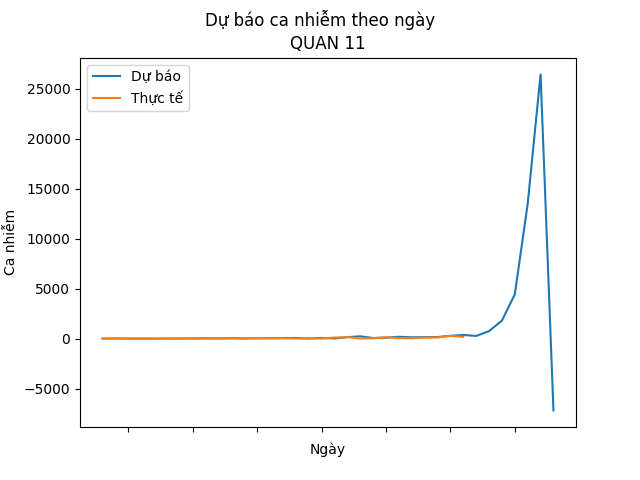 Dự báo ca nhiễm theo ngày
QUAN 11
Dự báo
Thực tế
25000
20000
15000
10000
5000
0
−5000
Ca nhiễm
Ngày